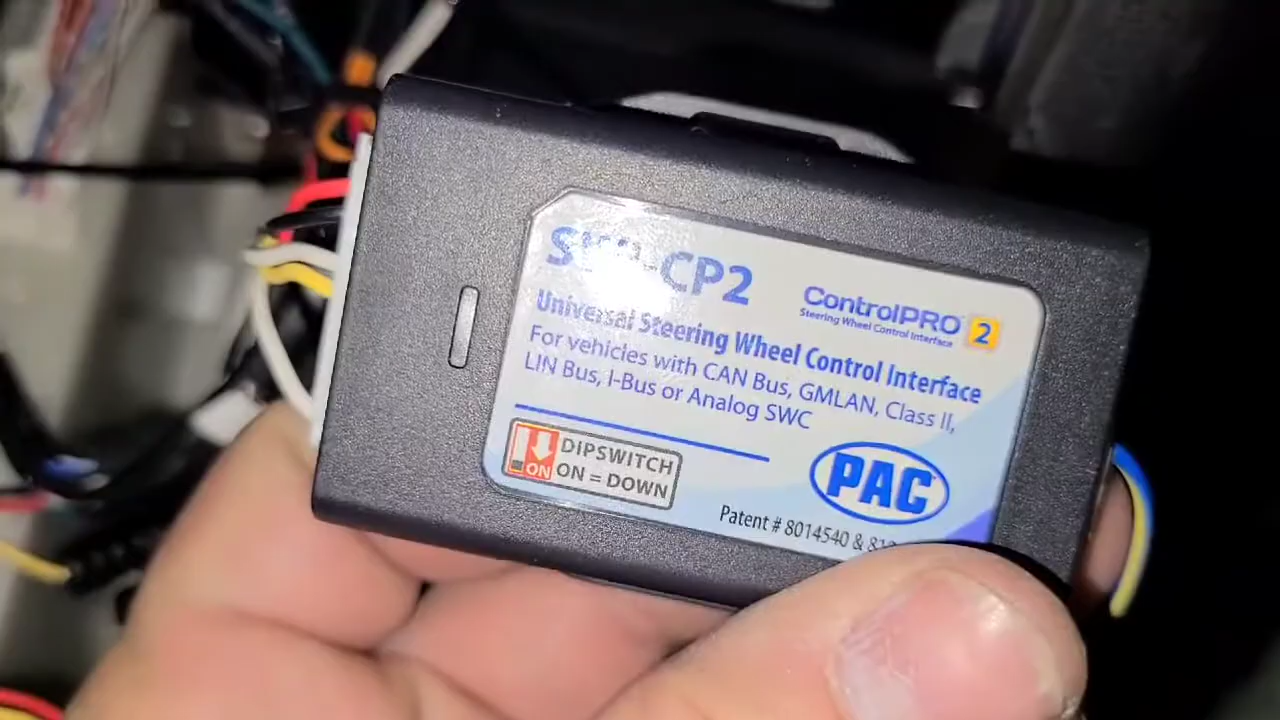 -CP2
ControlPRO 2
Steering Wheel Control Interface
Universal Steering Wheel Control Interface
For vehicles with CAN Bus, GMLAN, Class II,
LIN Bus, I-Bus or Analog SWC
ON
DIPSWITCH
ON = DOWN
PAC
Patent # 8014540 &